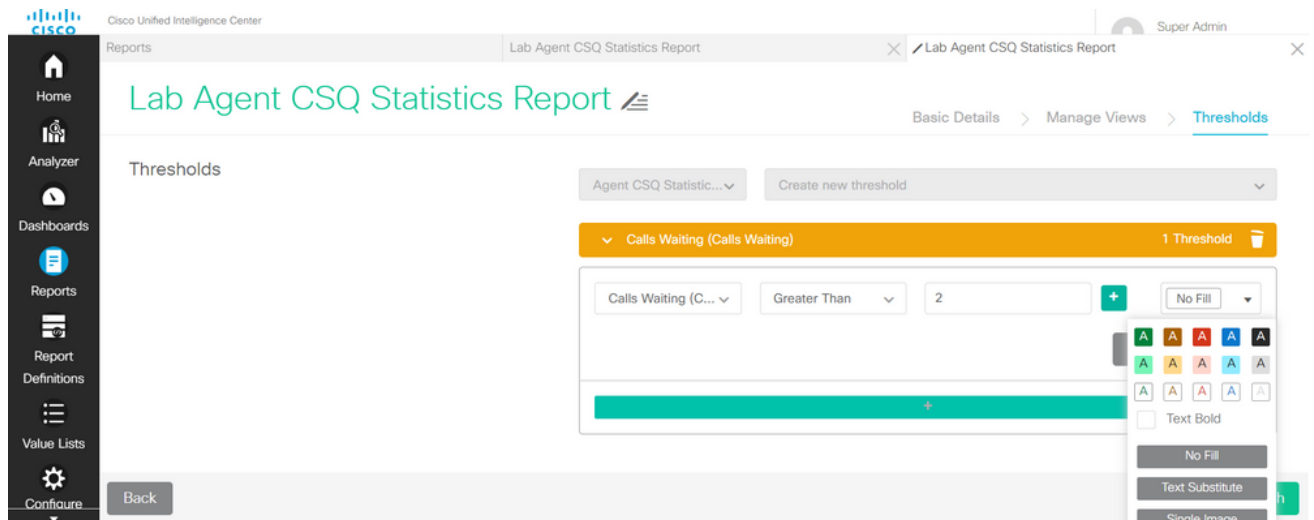 CISCO
Cisco Unified Intelligence Center
Super Admin
Reports
Lab Agent CSQ Statistics Report
Lab Agent CSQ Statistics Report
Home
Analyzer
Dashboards
Reports
Report
Definitions
Value Lists
Configure
Lab Agent CSQ Statistics Report
Basic Details > Manage Views > Thresholds
Thresholds
Agent CSQ Statistic...
Create new threshold
Calls Waiting (Calls Waiting)
1 Threshold
Calls Waiting (C...
Greater Than
2
+
No Fill
A A A A A
A A A A A
A A A A A
Text Bold
No Fill
Text Substitute
Single Image
+
Back
h